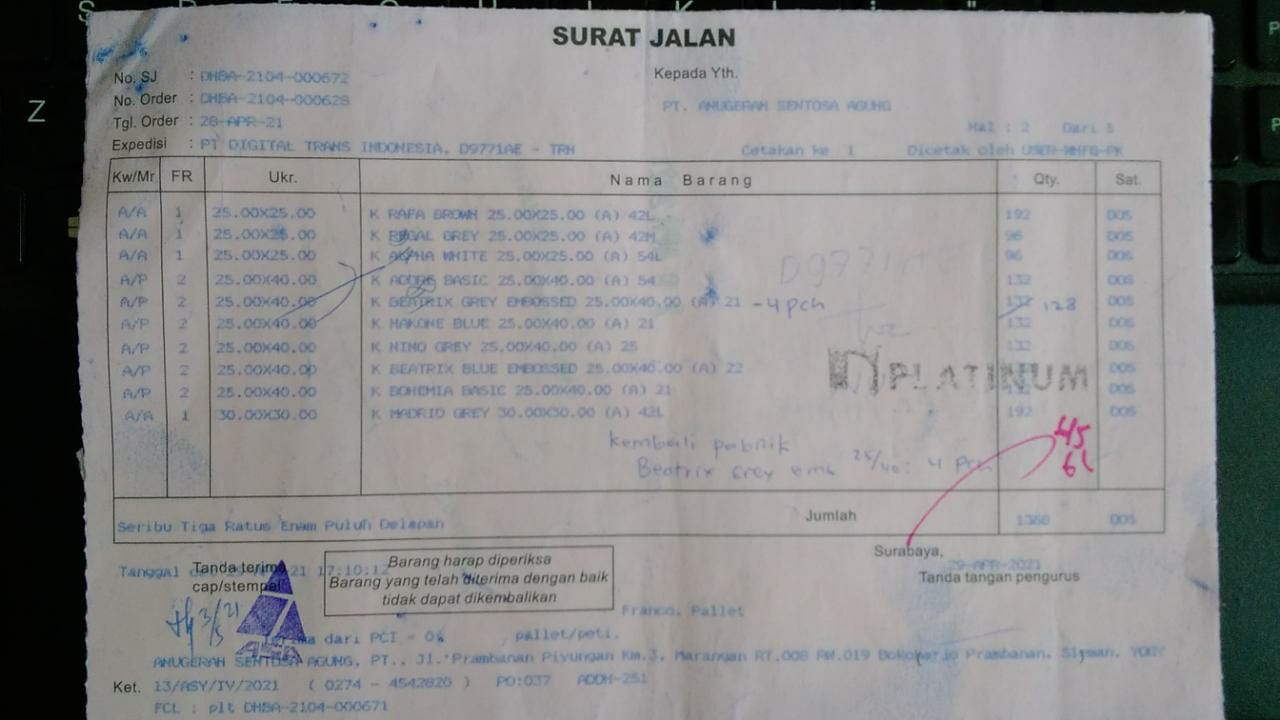 SURAT JALAN
No. SJ : DHBA-2104-000672
Kepada Yth.
No. Order : DHBA-2104-000628
PT. ANUGERAH SENTOSA AGUNG
Tgl. Order : 28-APR-21
Hal : 2 Dari 5
Expedisi : PT DIGITAL TRANS INDONESIA, D9771AE - TRN
Cetakan ke 1 Dicetak oleh
Kw/Mr. FR Ukr. Nama Barang Qty. Sat.
A/A 1 25.00X25.00 K RAFA BROWN 25.00X25.00 (A) 42L 192 DOS
A/A 1 25.00X25.00 K REGAL GREY 25.00X25.00 (A) 42M 96 DOS
A/A 1 25.00X25.00 K ALPHA WHITE 25.00X25.00 (A) 54L 96 DOS
A/P 2 25.00X40.00 K BASIC 25.00X40.00 (A) 54 132 DOS
A/P 2 25.00X40.00 K BEATRIX GREY EMBOSSED 25.00X40.00 (A) 21 -4 pch 132 128 DOS
A/P 2 25.00X40.00 K MAKONE BLUE 25.00X40.00 (A) 21 132 DOS
A/P 2 25.00X40.00 K NINO GREY 25.00X40.00 (A) 25 132 DOS
A/P 2 25.00X40.00 K BEATRIX BLUE EMBOSSED 25.00X40.00 (A) 22 DOS
PLATINUM
A/P 2 25.00X40.00 K BOHEMIA BASIC 25.00X40.00 (A) 21 DOS
A/A 1 30.00X30.00 K MADRID GREY 30.00X30.00 (A) 42L 192 DOS
Kembali pabrik
45
Beatrix Grey emb 25/40: 4 pch
Seribu Tiga Ratus Enam Puluh Delapan
Jumlah 1368 DOS
Surabaya,
29-APR-2021
Tanda tangan pengurus
Tanda terima
cap/stempel
Tanggal 17:10:12
Barang harap diperiksa
Barang yang telah diterima dengan baik
tidak dapat dikembalikan
3/5 21
ASA
Franco, Pallet
dari PCI = 0% pallet/peti.
ANUGERAH SENTOSA AGUNG, PT., Jl. Prambanan Piyungan Km.3, Marangan RT.008 RW.019 Bokoharjo Prambanan, Sleman, YOGY
Ket. 13/ASY/IV/2021 ( 0274 - 4542820 ) PO:037 ADDH-251
FCL : plt DHBA-2104-000671